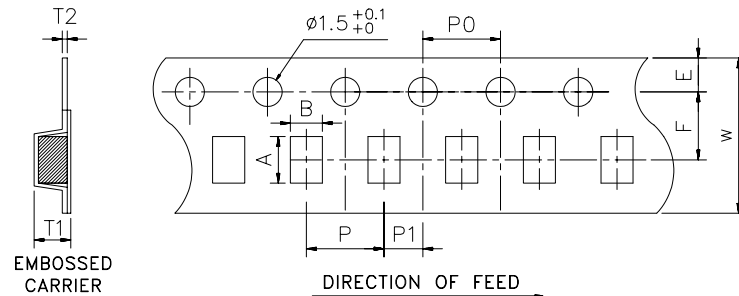 T2
ø1.5 +0.1 +0
P0
E
B
A
F
W
T1
P
P1
EMBOSSED
CARRIER
DIRECTION OF FEED